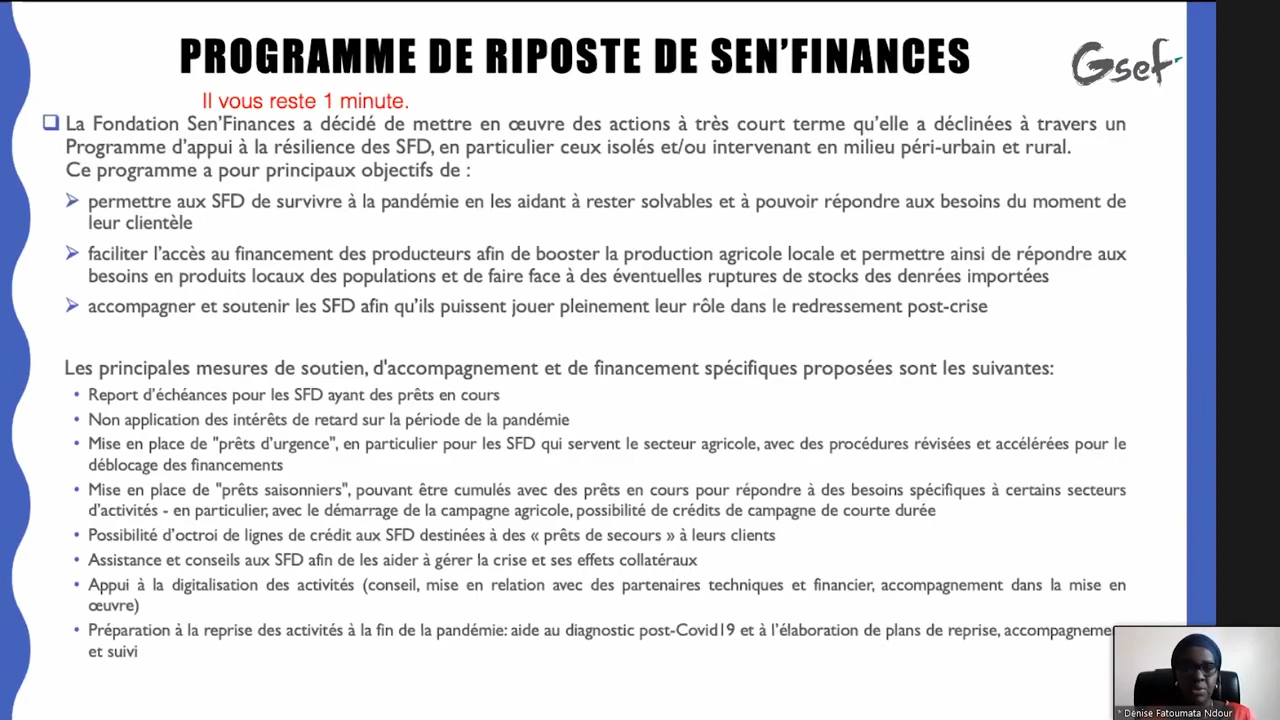 PROGRAMME DE RIPOSTE DE SEN'FINANCES
Gsef
Il vous reste 1 minute.
La Fondation Sen'Finances a décidé de mettre en œuvre des actions à très court terme qu'elle a déclinées à travers un
Programme d'appui à la résilience des SFD, en particulier ceux isolés et/ou intervenant en milieu péri-urbain et rural.
Ce programme a pour principaux objectifs de :
permettre aux SFD de survivre à la pandémie en les aidant à rester solvables et à pouvoir répondre aux besoins du moment de
leur clientèle
faciliter l'accès au financement des producteurs afin de booster la production agricole locale et permettre ainsi de répondre aux
besoins en produits locaux des populations et de faire face à des éventuelles ruptures de stocks des denrées importées
accompagner et soutenir les SFD afin qu'ils puissent jouer pleinement leur rôle dans le redressement post-crise
Les principales mesures de soutien, d'accompagnement et de financement spécifiques proposées sont les suivantes:
• Report d'échéances pour les SFD ayant des prêts en cours
• Non application des intérêts de retard sur la période de la pandémie
• Mise en place de "prêts d'urgence", en particulier pour les SFD qui servent le secteur agricole, avec des procédures révisées et accélérées pour le
déblocage des financements
• Mise en place de "prêts saisonniers", pouvant être cumulés avec des prêts en cours pour répondre à des besoins spécifiques à certains secteurs
d'activités - en particulier, avec le démarrage de la campagne agricole, possibilité de crédits de campagne de courte durée
• Possibilité d'octroi de lignes de crédit aux SFD destinées à des « prêts de secours » à leurs clients
• Assistance et conseils aux SFD afin de les aider à gérer la crise et ses effets collatéraux
• Appui à la digitalisation des activités (conseil, mise en relation avec des partenaires techniques et financier, accompagnement dans la mise en
œuvre)
• Préparation à la reprise des activités à la fin de la pandémie: aide au diagnostic post-Covid19 et à l'élaboration de plans de reprise,
et suivi
* Denise Fatoumata Ndour